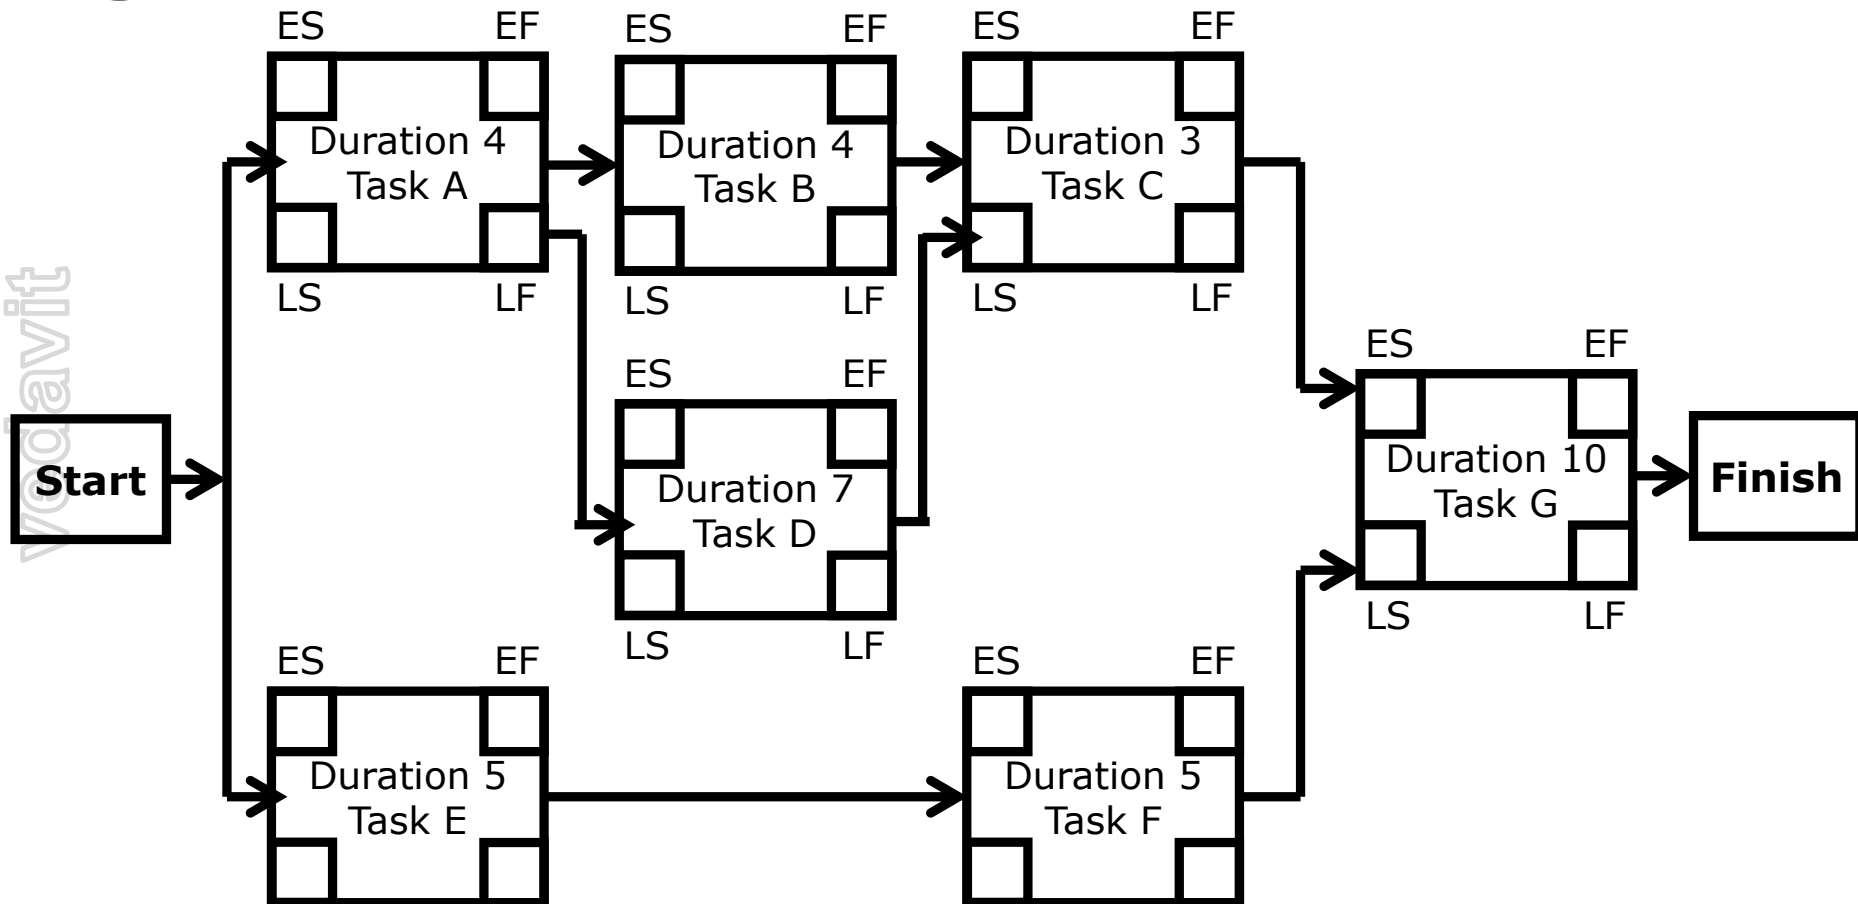 ES EF
ES EF
ES EF
Duration 4
Task A
Duration 4
Task B
Duration 3
Task C
LS LF
LS LF
LS LF
ES EF
ES EF
Start
Duration 7
Task D
Duration 10
Task G
Finish
LS LF
LS LF
ES EF
ES EF
Duration 5
Task E
Duration 5
Task F
vedavit